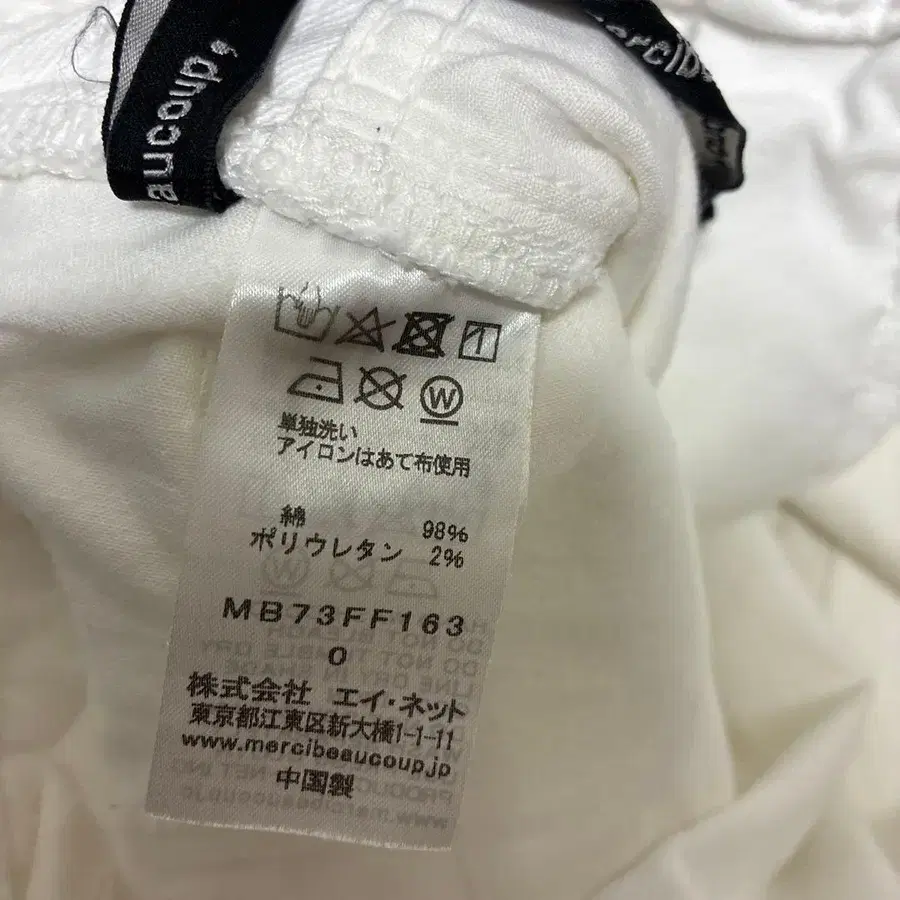 aucoup,
mercib
単独洗い
アイロンはあて布使用
綿 98%
ポリウレタン 2%
MB73FF163
0
株式会社 エイ・ネット
東京都江東区新大橋1-1-11
www.mercibeaucoup.jp
中国製